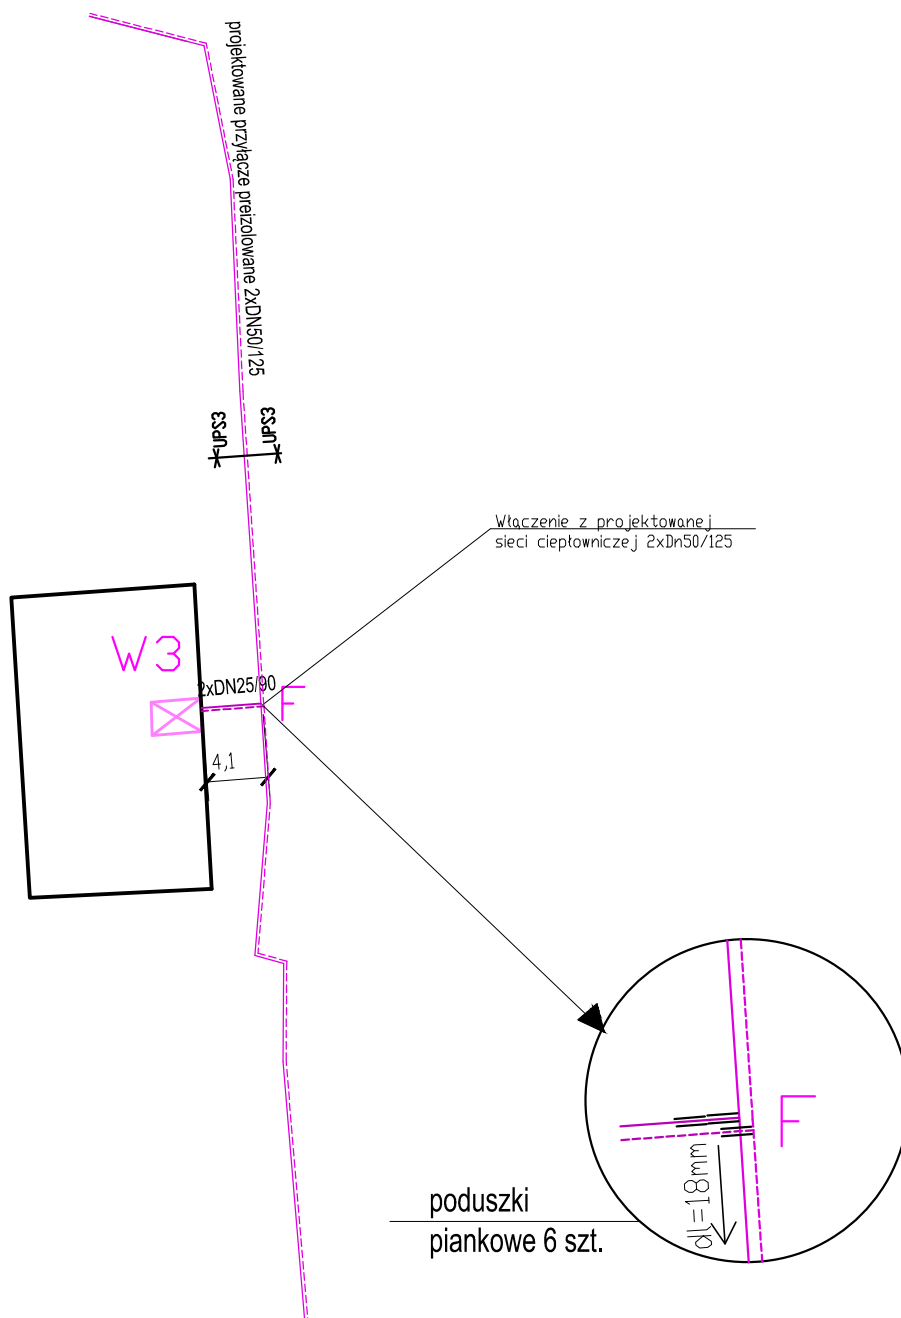 projektowane przyłącze preizolowane 2xDN50/125
UPS3
UPS3
Włączenie z projektowanej
sieci ciepłowniczej 2xDn50/125
W3
2xDN25/90
F
4,1
F
dl=18mm
poduszki
piankowe 6 szt.